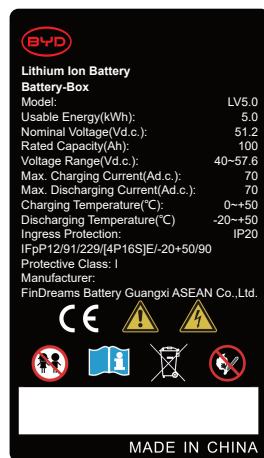 BYD
Lithium Ion Battery
Battery-Box
Model: LV5.0
Usable Energy(kWh): 5.0
Nominal Voltage(Vd.c.): 51.2
Rated Capacity(Ah): 100
Voltage Range(Vd.c.): 40~57.6
Max. Charging Current(Ad.c.): 70
Max. Discharging Current(Ad.c.): 70
Charging Temperature(℃): 0~+50
Discharging Temperature(℃) -20~+50
Ingress Protection: IP20
IFpP12/91/229/[4P16S]E/-20+50/90
Protective Class: I
Manufacturer:
FinDreams Battery Guangxi ASEAN Co.,Ltd.
CE
MADE IN CHINA